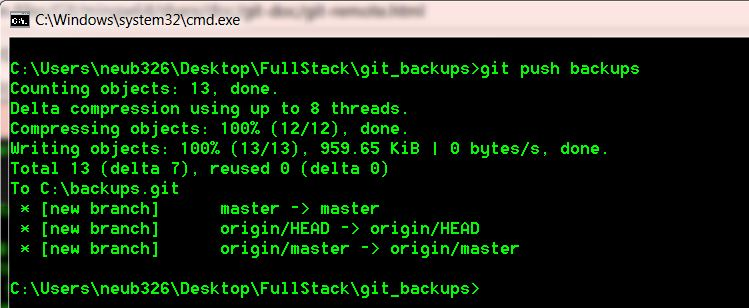 C:\Windows\system32\cmd.exe
C:\Users\neub326\Desktop\FullStack\git_backups>git push backups
Counting objects: 13, done.
Delta compression using up to 8 threads.
Compressing objects: 100% (12/12), done.
Writing objects: 100% (13/13), 959.65 KiB | 0 bytes/s, done.
Total 13 (delta 7), reused 0 (delta 0)
To C:\backups.git
 * [new branch]      master -> master
 * [new branch]      origin/HEAD -> origin/HEAD
 * [new branch]      origin/master -> origin/master
C:\Users\neub326\Desktop\FullStack\git_backups>